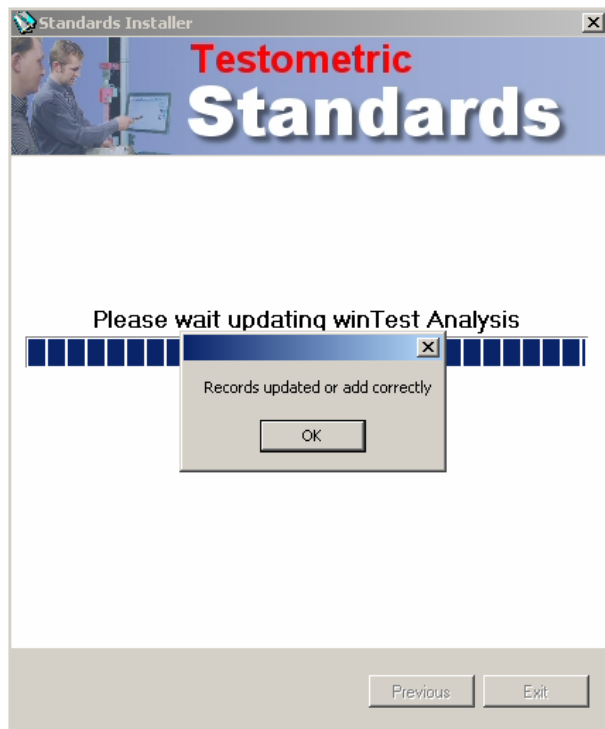 Standards Installer
Testometric
Standards
Please wait updating winTest Analysis
Records updated or add correctly
OK
Previous
Exit